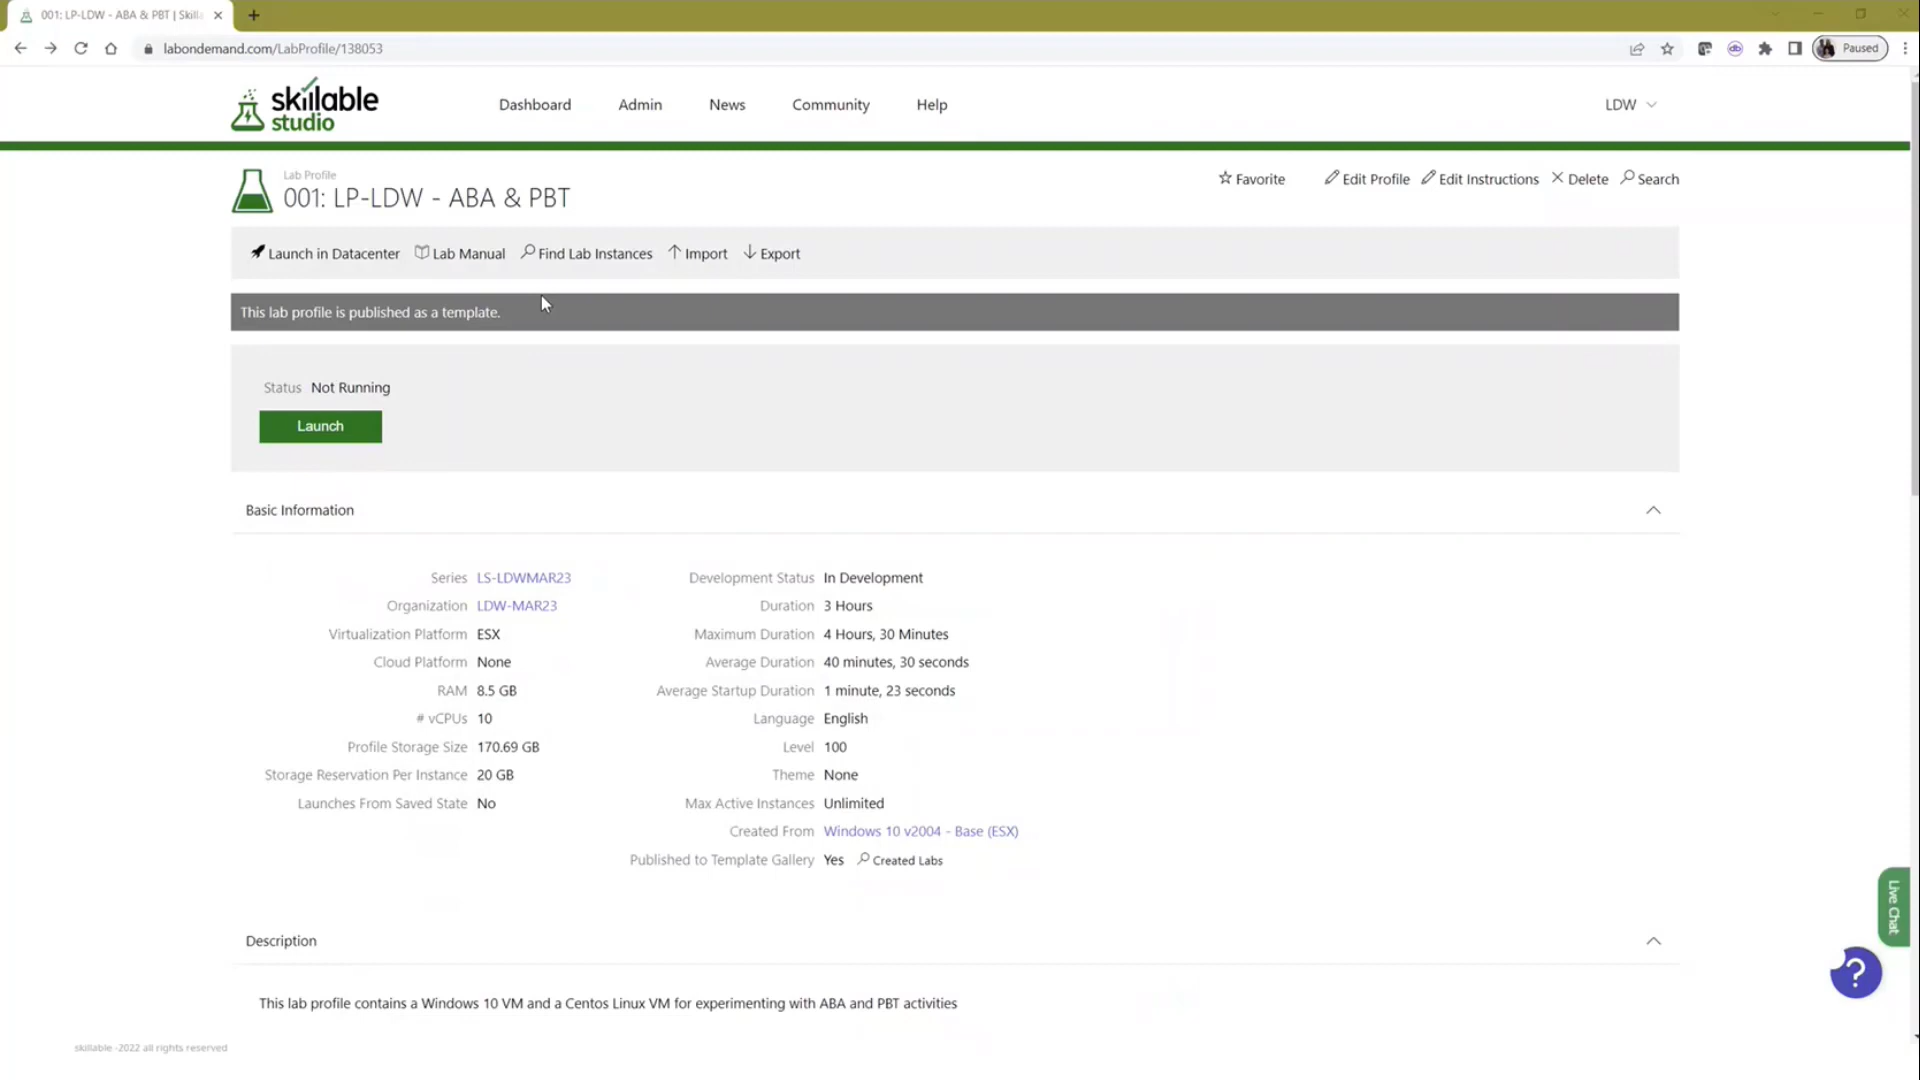 001: LP-LDW - ABA & PBT | Skilla
labondemand.com/LabProfile/138053
Paused
skillable
studio
Dashboard
Admin
News
Community
Help
LDW
Lab Profile
001: LP-LDW - ABA & PBT
Favorite
Edit Profile
Edit Instructions
Delete
Search
Launch in Datacenter
Lab Manual
Find Lab Instances
Import
Export
This lab profile is published as a template.
Status Not Running
Launch
Basic Information
Series LS-LDWMAR23
Organization LDW-MAR23
Virtualization Platform ESX
Cloud Platform None
RAM 8.5 GB
# vCPUs 10
Profile Storage Size 170.69 GB
Storage Reservation Per Instance 20 GB
Launches From Saved State No
Development Status In Development
Duration 3 Hours
Maximum Duration 4 Hours, 30 Minutes
Average Duration 40 minutes, 30 seconds
Average Startup Duration 1 minute, 23 seconds
Language English
Level 100
Theme None
Max Active Instances Unlimited
Created From Windows 10 v2004 - Base (ESX)
Published to Template Gallery Yes Created Labs
Live Chat
?
Description
This lab profile contains a Windows 10 VM and a Centos Linux VM for experimenting with ABA and PBT activities
skillable -2022 all rights reserved